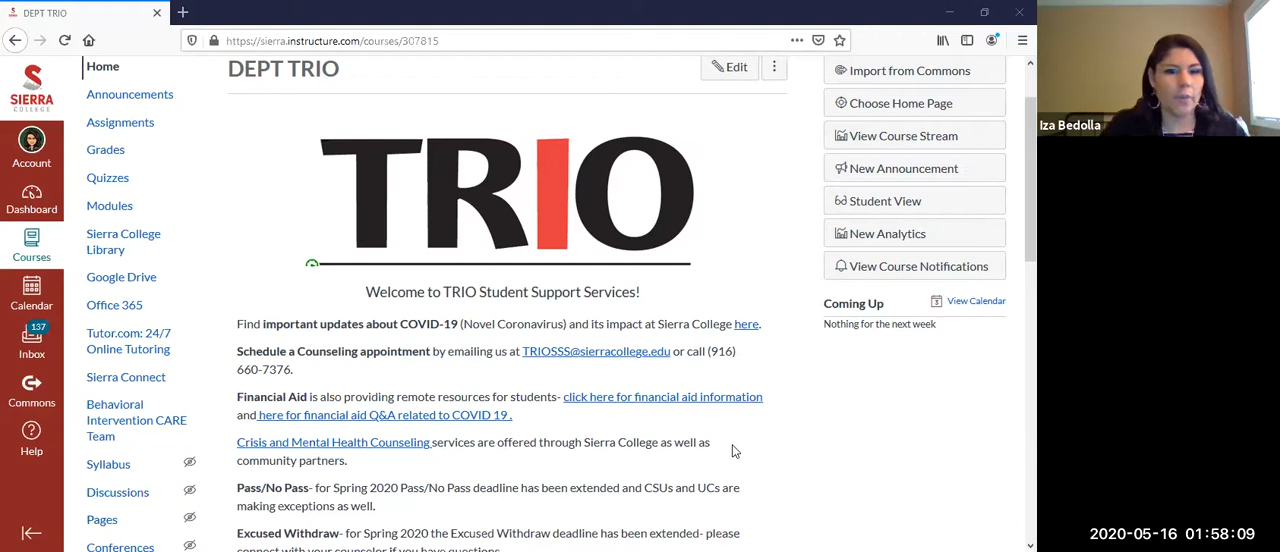 DEPT TRIO
https://sierra.instructure.com/courses/307815
SIERRA
COLLEGE
Account
Dashboard
Courses
Calendar
137
Inbox
Commons
Help
Home
Announcements
Assignments
Grades
Quizzes
Modules
Sierra College
Library
Google Drive
Office 365
Tutor.com: 24/7
Online Tutoring
Sierra Connect
Behavioral
Intervention CARE
Team
Syllabus
Discussions
Pages
Conferences
DEPT TRIO
Edit
TRIO
Welcome to TRIO Student Support Services!
Find important updates about COVID-19 (Novel Coronavirus) and its impact at Sierra College here.
Schedule a Counseling appointment by emailing us at TRIOSSS@sierracollege.edu or call (916)
660-7376.
Financial Aid is also providing remote resources for students- click here for financial aid information
and here for financial aid Q&A related to COVID 19 .
Crisis and Mental Health Counseling services are offered through Sierra College as well as
community partners.
Pass/No Pass- for Spring 2020 Pass/No Pass deadline has been extended and CSUs and UCs are
making exceptions as well.
Excused Withdraw- for Spring 2020 the Excused Withdraw deadline has been extended- please
connect with your counselor if you have questions.
Import from Commons
Choose Home Page
View Course Stream
New Announcement
Student View
New Analytics
View Course Notifications
Coming Up
View Calendar
Nothing for the next week
Iza Bedolla
2020-05-16 01:58:09